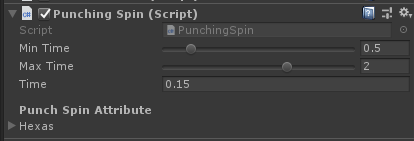 Punching Spin (Script)
Script PunchingSpin
Min Time 0.5
Max Time 2
Time 0.15
Punch Spin Attribute
Hexas